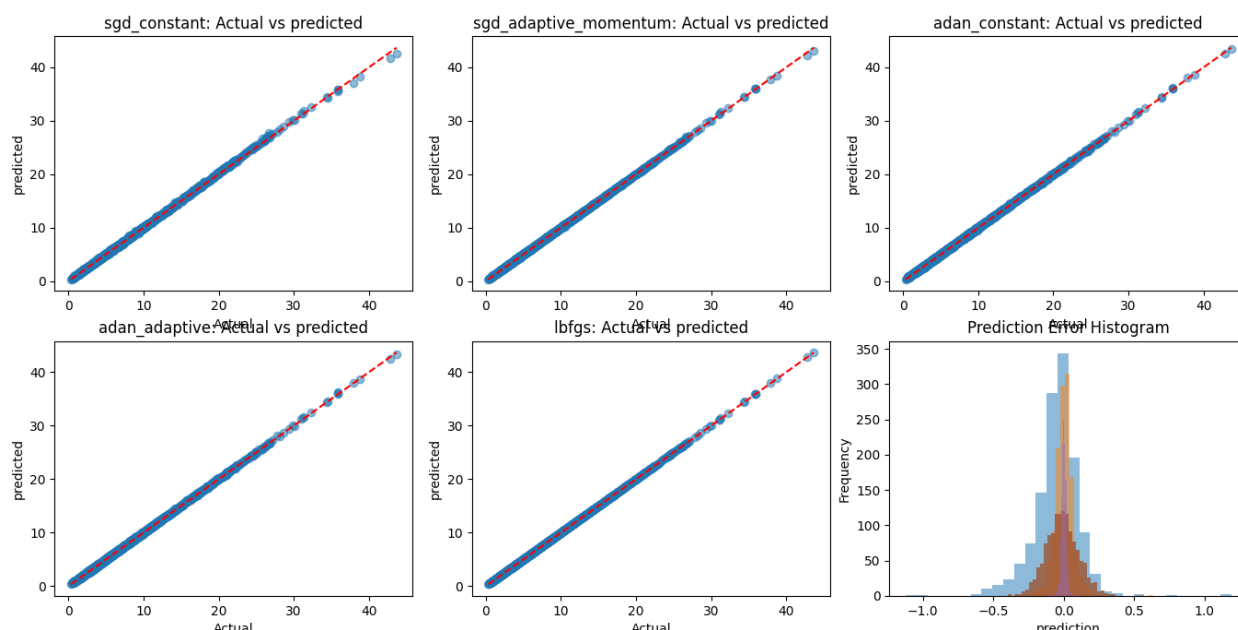 sgd_constant: Actual vs predicted
sgd_adaptive_momentum: Actual vs predicted
adan_constant: Actual vs predicted
predicted
40
30
20
10
0
0 10 20 30 40
Actual
predicted
40
30
20
10
0
0 10 20 30 40
predicted
40
30
20
10
0
0 10 20 30 40
Actual
adan_adaptive: Actual vs predicted
lbfgs: Actual vs predicted
Prediction Error Histogram
predicted
40
30
20
10
0
0 10 20 30 40
Actual
predicted
40
30
20
10
0
0 10 20 30 40
Actual
Frequency
350
300
250
200
150
100
50
0
−1.0 −0.5 0.0 0.5 1.0
prediction